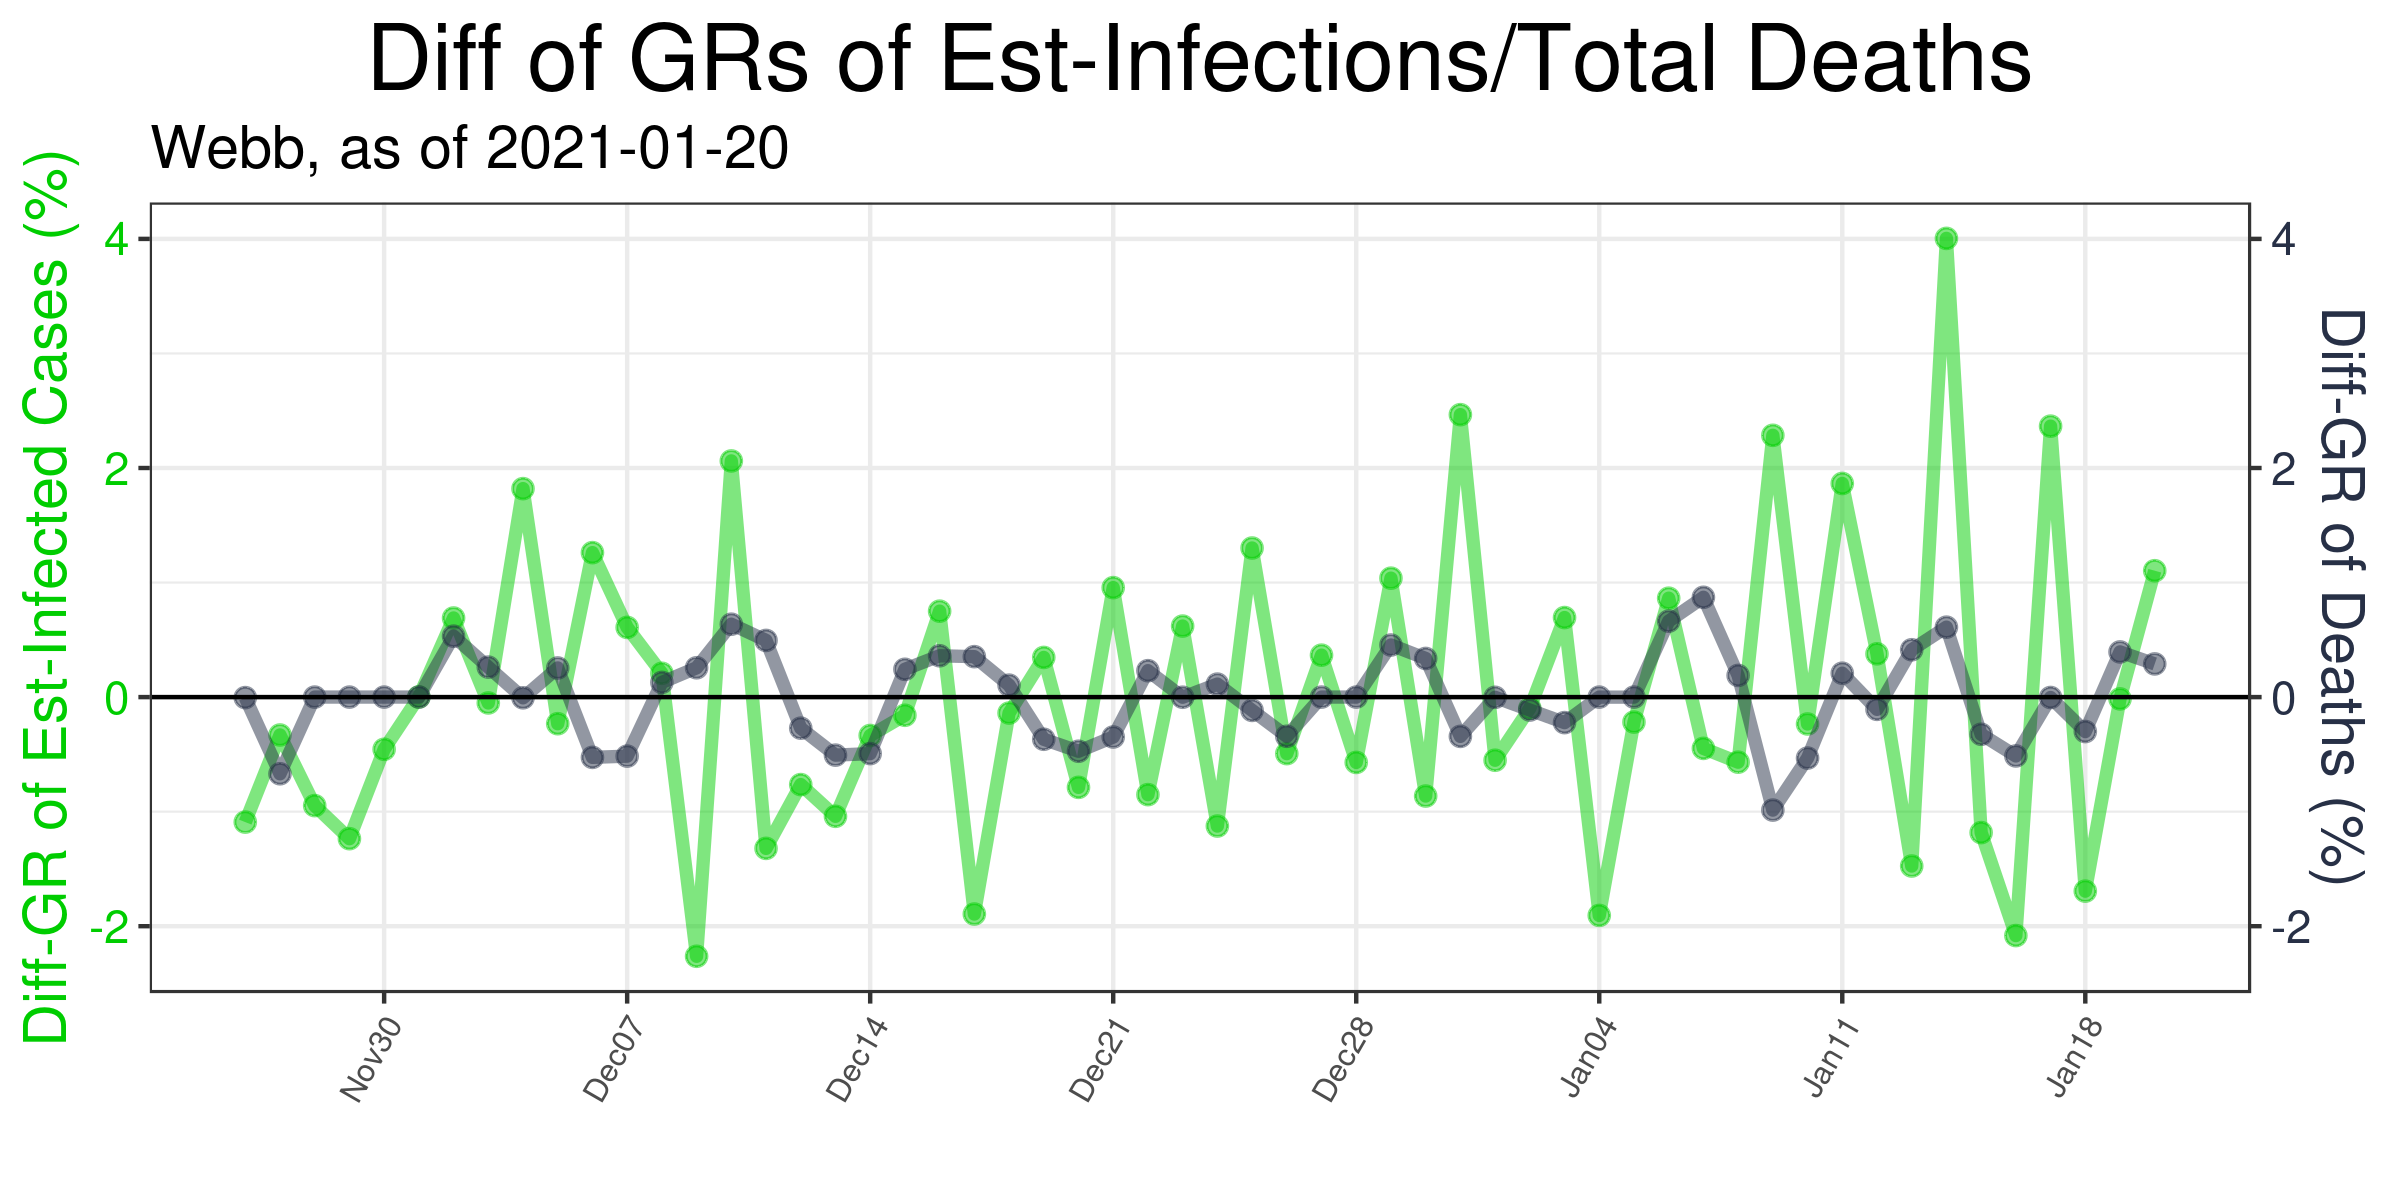 Diff of GRs of Est-Infections/Total Deaths
Webb, as of 2021-01-20
Diff-GR of Est-Infected Cases (%)
4
2
0
-2
4
2
0
-2
Diff-GR of Deaths (%)
Nov30
Dec07
Dec14
Dec21
Dec28
Jan04
Jan11
Jan18